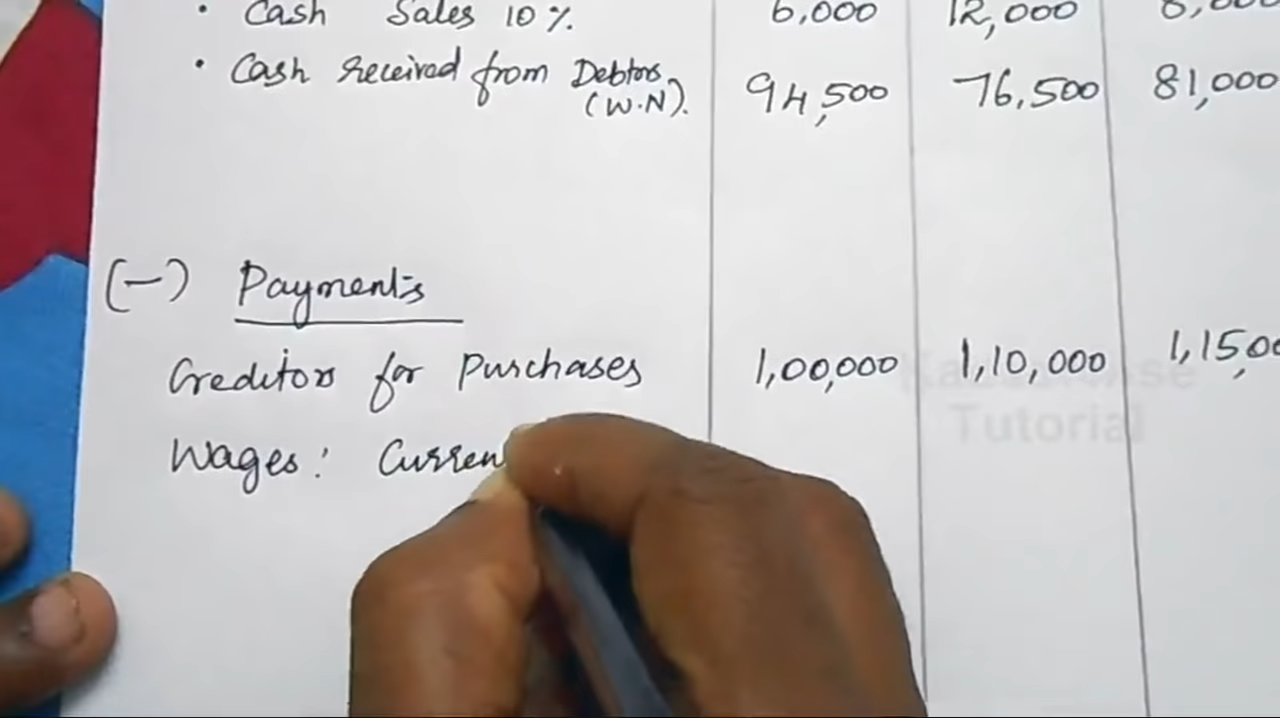 • Cash Sales 10% 6,000 12,000
• Cash received from Debtors 94,500 76,500 81,000
(W.N).
(-) Payments
Creditors for Purchases 1,00,000 1,10,000
Tutorial
Wages: